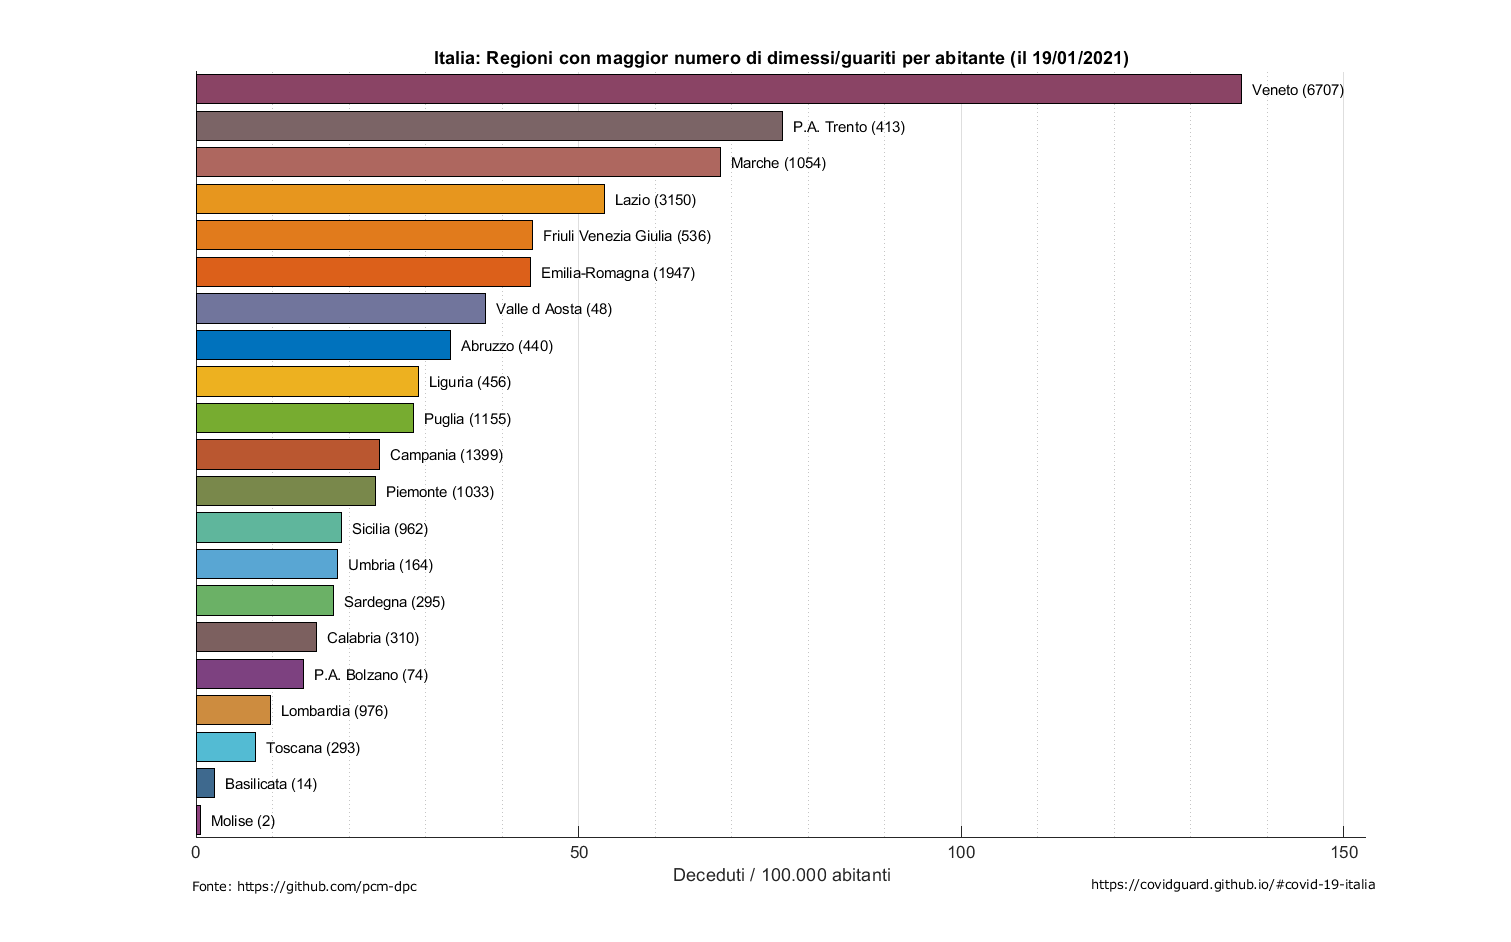 Italia: Regioni con maggior numero di dimessi/guariti per abitante (il 19/01/2021)
Veneto (6707)
P.A. Trento (413)
Marche (1054)
Lazio (3150)
Friuli Venezia Giulia (536)
Emilia-Romagna (1947)
Valle d Aosta (48)
Abruzzo (440)
Liguria (456)
Puglia (1155)
Campania (1399)
Piemonte (1033)
Sicilia (962)
Umbria (164)
Sardegna (295)
Calabria (310)
P.A. Bolzano (74)
Lombardia (976)
Toscana (293)
Basilicata (14)
Molise (2)
0 50 100 150
Deceduti / 100.000 abitanti
Fonte: https://github.com/pcm-dpc
https://covidguard.github.io/#covid-19-italia